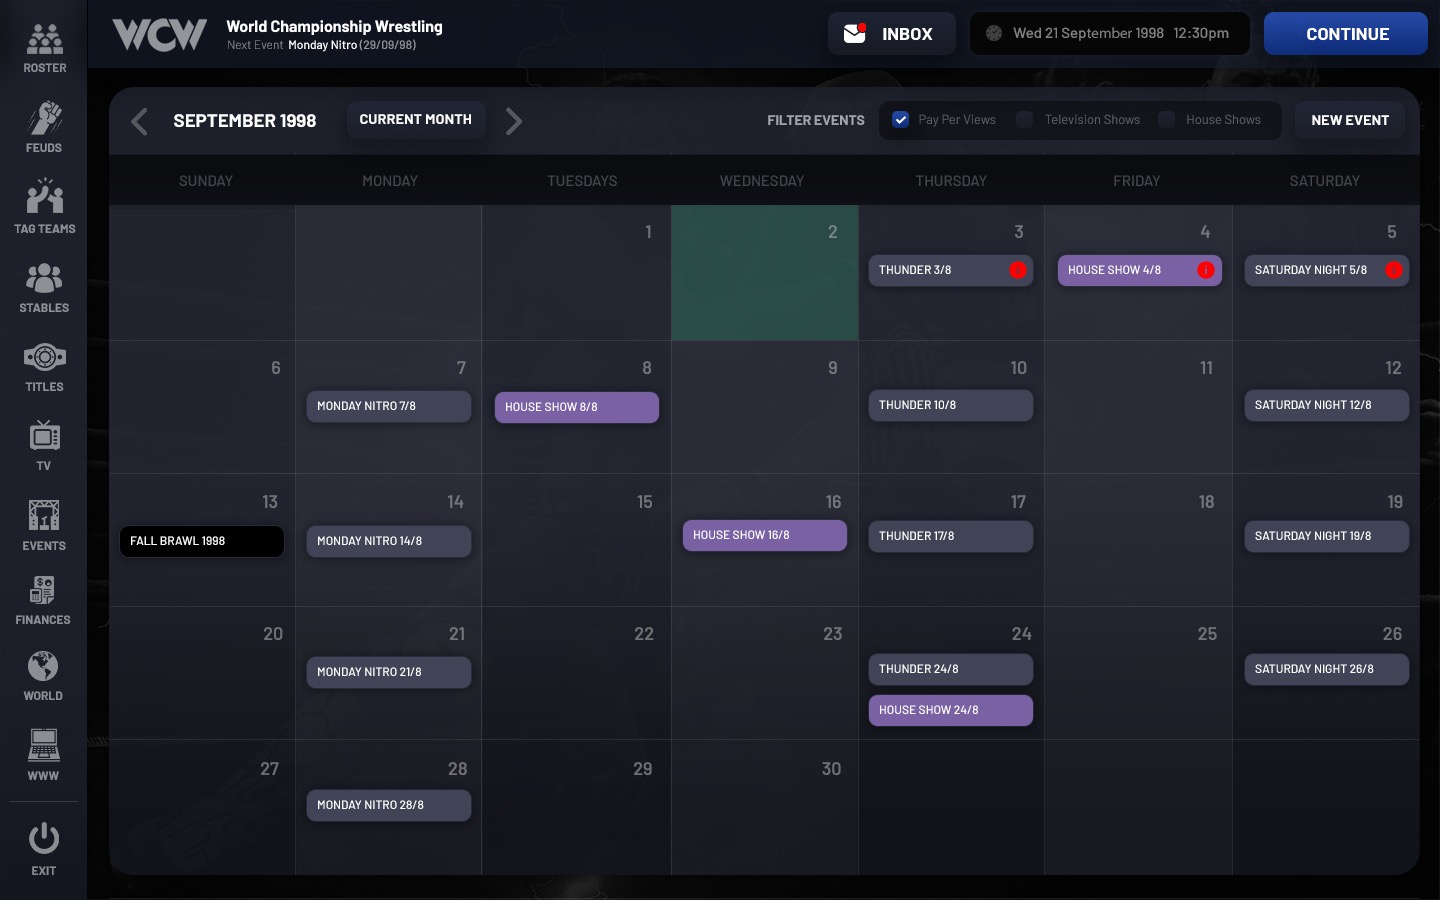 WCW
World Championship Wrestling
Next Event Monday Nitro (29/09/98)
INBOX
Wed 21 September 1998 12:30pm
CONTINUE
ROSTER
FEUDS
TAG TEAMS
STABLES
TITLES
TV
EVENTS
FINANCES
WORLD
WWW
EXIT
SEPTEMBER 1998
CURRENT MONTH
FILTER EVENTS
Pay Per Views
Television Shows
House Shows
NEW EVENT
SUNDAY MONDAY TUESDAYS WEDNESDAY THURSDAY FRIDAY SATURDAY
1 2 3 4 5
THUNDER 3/8 HOUSE SHOW 4/8 SATURDAY NIGHT 5/8
6 7 8 9 10 11 12
MONDAY NITRO 7/8 HOUSE SHOW 8/8 THUNDER 10/8 SATURDAY NIGHT 12/8
13 14 15 16 17 18 19
FALL BRAWL 1998 MONDAY NITRO 14/8 HOUSE SHOW 16/8 THUNDER 17/8 SATURDAY NIGHT 19/8
20 21 22 23 24 25 26
MONDAY NITRO 21/8 THUNDER 24/8 SATURDAY NIGHT 26/8
HOUSE SHOW 24/8
27 28 29 30
MONDAY NITRO 28/8